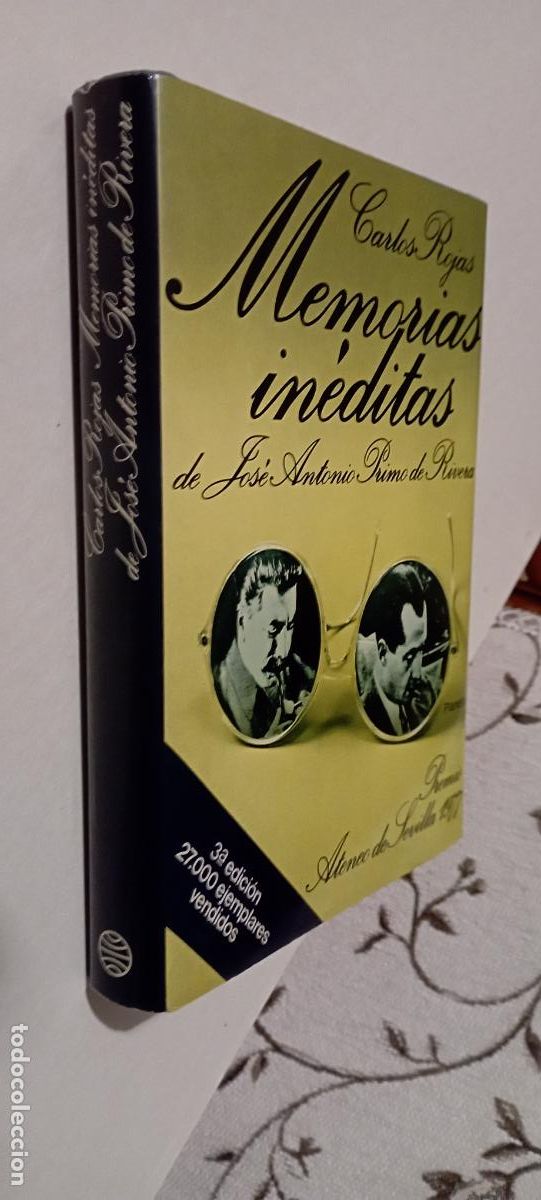 Carlos Rojas Memorias inéditas
de José Antonio Primo de Rivera
Carlos Rojas
Memorias
inéditas
de José Antonio Primo de Rivera
Premio
Ateneo de Sevilla 1977
3ª edición
27.000 ejemplares
vendidos
todocoleccion